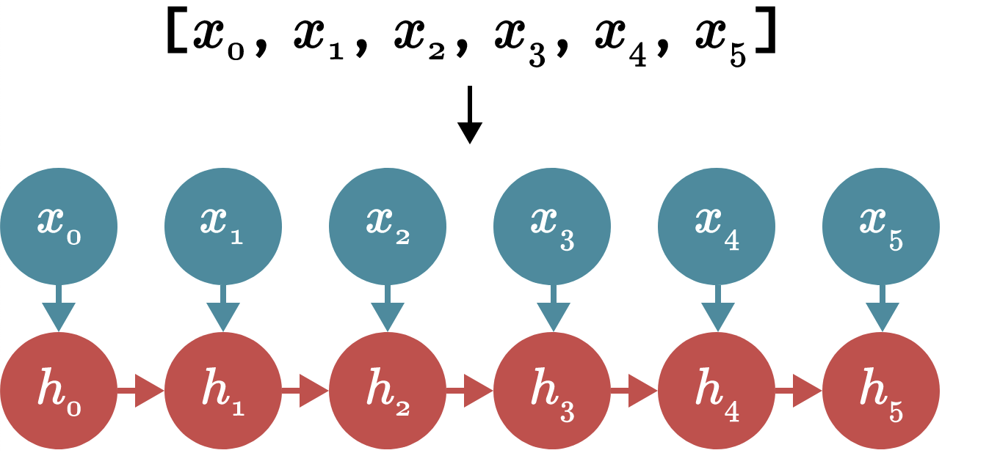 [x₀, x₁, x₂, x₃, x₄, x₅]
x₀ x₁ x₂ x₃ x₄ x₅
h₀ h₁ h₂ h₃ h₄ h₅